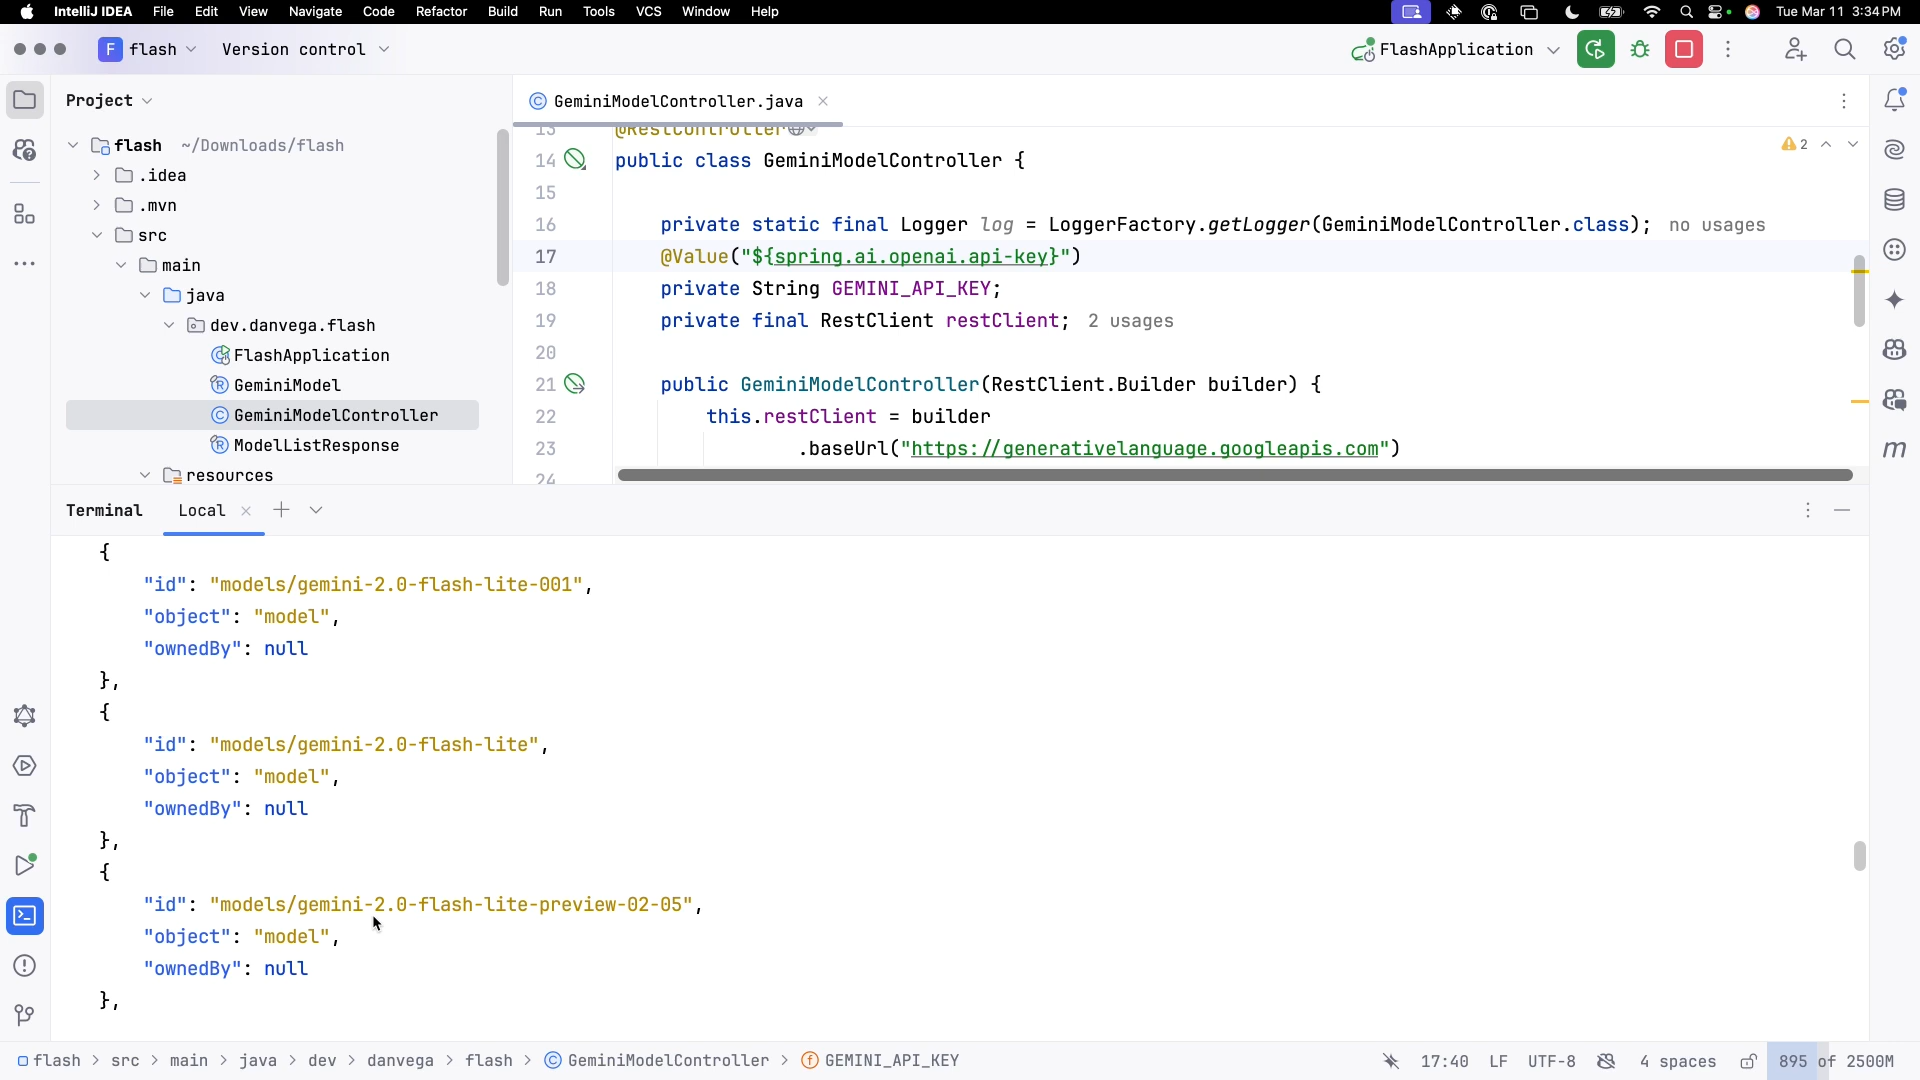 IntelliJ IDEA File Edit View Navigate Code Refactor Build Run Tools VCS Window Help Tue Mar 11 3:34 PM
F flash Version control FlashApplication
Project
GeminiModelController.java
flash ~/Downloads/flash
.idea
.mvn
src
main
java
dev.danvega.flash
FlashApplication
GeminiModel
GeminiModelController
ModelListResponse
resources
2
13 @RestController
14 public class GeminiModelController {
15
16 private static final Logger log = LoggerFactory.getLogger(GeminiModelController.class); no usages
17 @Value("${spring.ai.openai.api-key}")
18 private String GEMINI_API_KEY;
19 private final RestClient restClient; 2 usages
20
21 public GeminiModelController(RestClient.Builder builder) {
22 this.restClient = builder
23 .baseUrl("https://generativelanguage.googleapis.com")
24
Terminal Local
{
"id": "models/gemini-2.0-flash-lite-001",
"object": "model",
"ownedBy": null
},
{
"id": "models/gemini-2.0-flash-lite",
"object": "model",
"ownedBy": null
},
{
"id": "models/gemini-2.0-flash-lite-preview-02-05",
"object": "model",
"ownedBy": null
},
flash > src > main > java > dev > danvega > flash > GeminiModelController > GEMINI_API_KEY 17:40 LF UTF-8 4 spaces 895 of 2500M